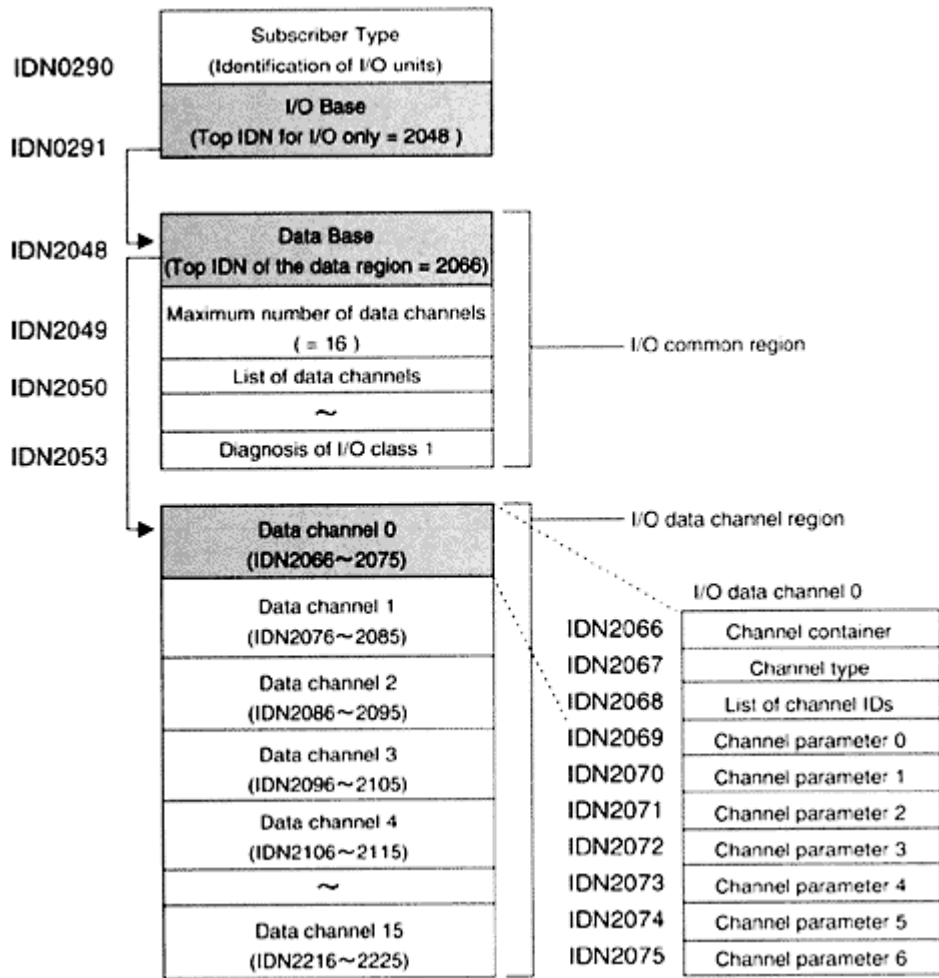 IDN0290
Subscriber Type
(Identification of I/O units)
IDN0291
I/O Base
(Top IDN for I/O only = 2048 )
IDN2048
Data Base
(Top IDN of the data region = 2066)
IDN2049
Maximum number of data channels
( = 16 )
IDN2050
List of data channels
~
IDN2053
Diagnosis of I/O class 1
I/O common region
Data channel 0
(IDN2066~2075)
I/O data channel region
Data channel 1
(IDN2076~2085)
Data channel 2
(IDN2086~2095)
Data channel 3
(IDN2096~2105)
Data channel 4
(IDN2106~2115)
~
Data channel 15
(IDN2216~2225)
I/O data channel 0
IDN2066 Channel container
IDN2067 Channel type
IDN2068 List of channel IDs
IDN2069 Channel parameter 0
IDN2070 Channel parameter 1
IDN2071 Channel parameter 2
IDN2072 Channel parameter 3
IDN2073 Channel parameter 4
IDN2074 Channel parameter 5
IDN2075 Channel parameter 6